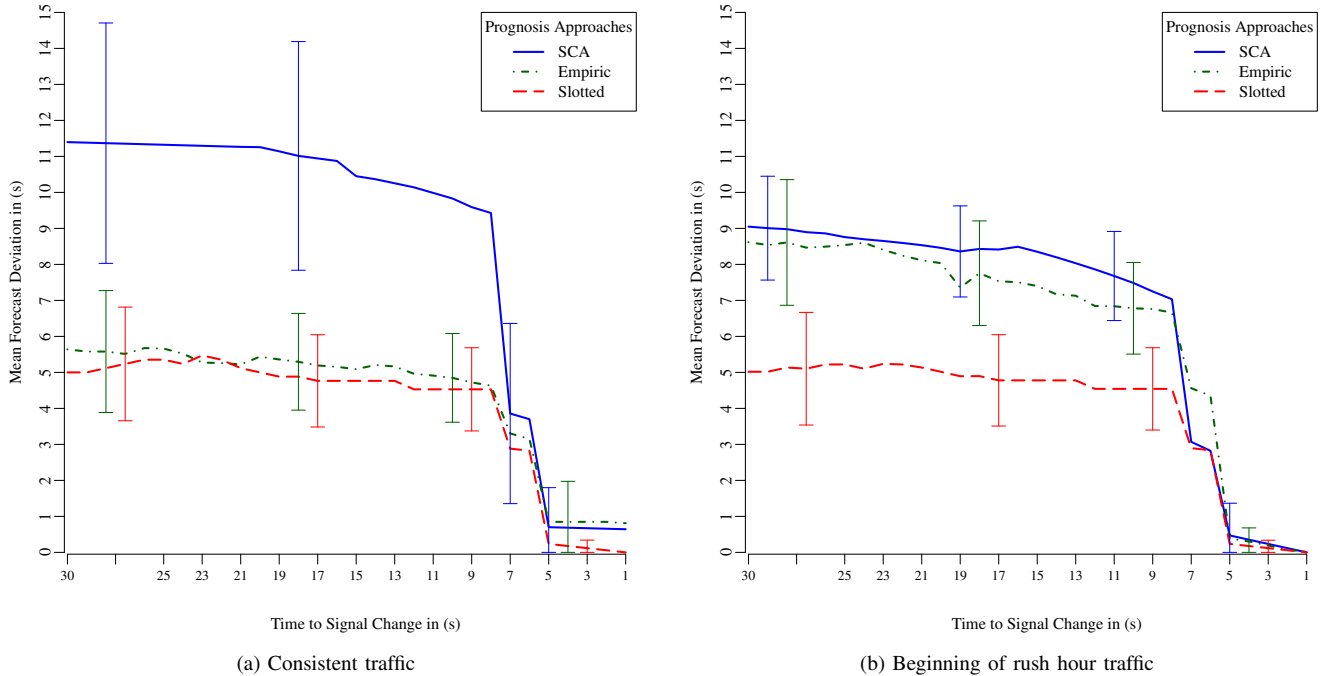 Prognosis Approaches
SCA
Empiric
Slotted
Mean Forecast Deviation in (s)
15
14
13
12
11
10
9
8
7
6
5
4
3
2
1
0
30 25 23 21 19 17 15 13 11 9 7 5 3 1
Time to Signal Change in (s)
(a) Consistent traffic
Prognosis Approaches
SCA
Empiric
Slotted
Mean Forecast Deviation in (s)
15
14
13
12
11
10
9
8
7
6
5
4
3
2
1
0
30 25 23 21 19 17 15 13 11 9 7 5 3 1
Time to Signal Change in (s)
(b) Beginning of rush hour traffic